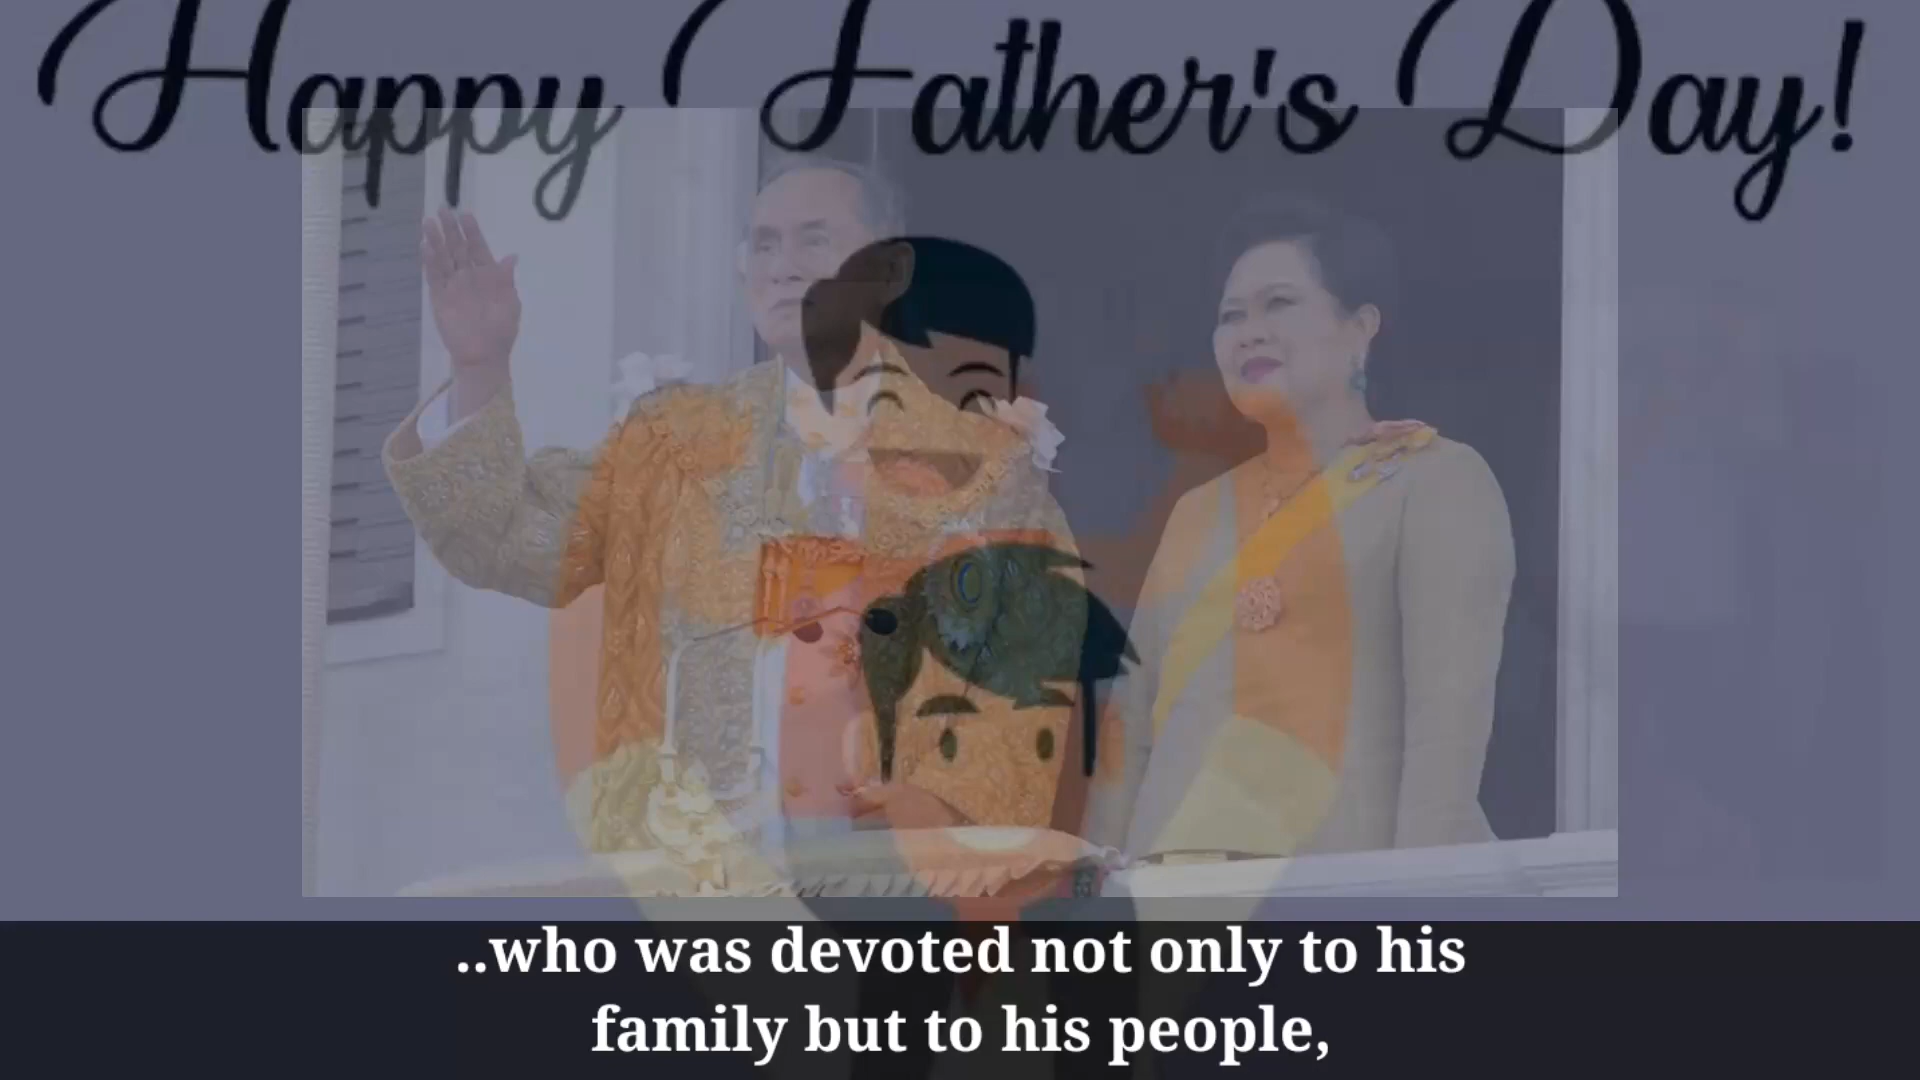 Happy Father's Day!
..who was devoted not only to his
family but to his people,